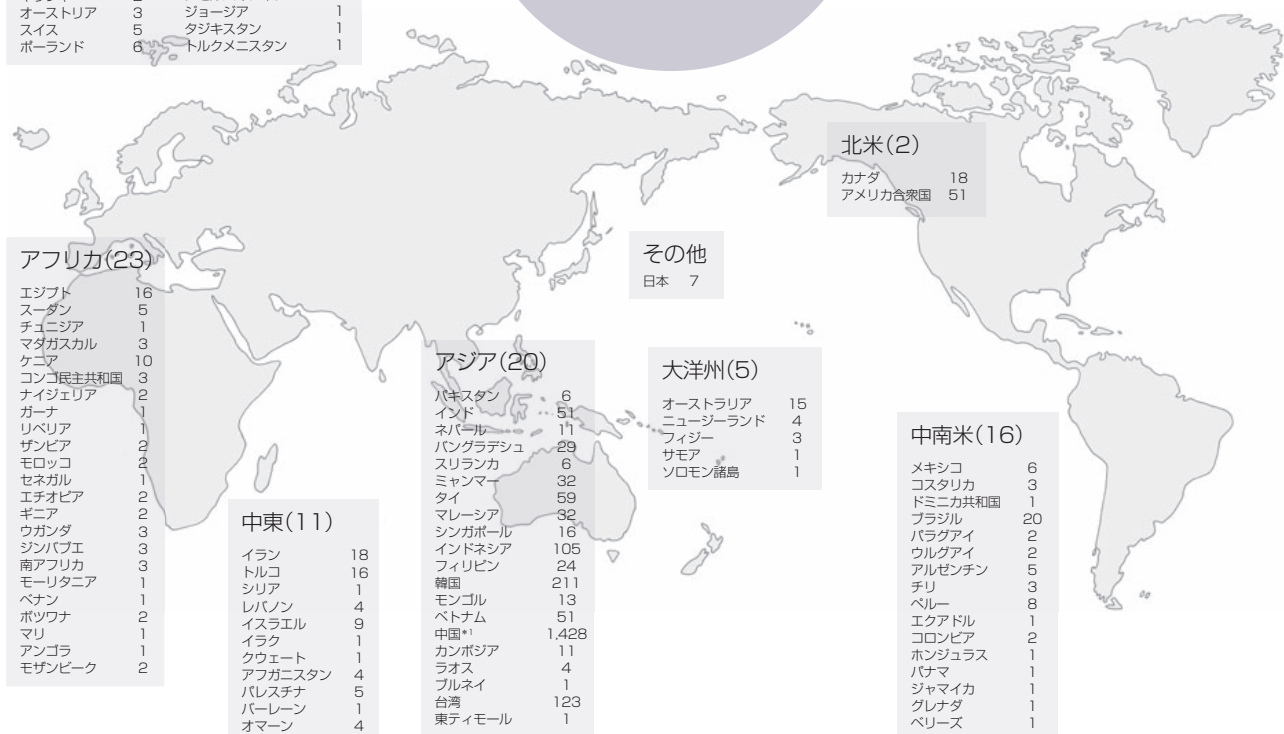 オーストリア 3 ジョージア 1
スイス 5 タジキスタン 1
ポーランド 6 トルクメニスタン 1
北米(2)
カナダ 18
アメリカ合衆国 51
その他
日本 7
アフリカ(23)
エジプト 16
スーダン 5
チュニジア 1
マダガスカル 3
ケニア 10
コンゴ民主共和国 3
ナイジェリア 2
ガーナ 1
リベリア 1
ザンビア 2
モロッコ 2
セネガル 1
エチオピア 2
ギニア 2
ウガンダ 3
ジンバブエ 3
南アフリカ 3
モーリタニア 1
ベナン 1
ボツワナ 2
マリ 1
アンゴラ 1
モザンビーク 2
中東(11)
イラン 18
トルコ 16
シリア 1
レバノン 4
イスラエル 9
イラク 1
クウェート 1
アフガニスタン 4
パレスチナ 5
バーレーン 1
オマーン 4
アジア(20)
パキスタン 6
インド 51
ネパール 11
バングラデシュ 29
スリランカ 6
ミャンマー 32
タイ 59
マレーシア 32
シンガポール 16
インドネシア 105
フィリピン 24
韓国 211
モンゴル 13
ベトナム 51
中国*1 1,428
カンボジア 11
ラオス 4
ブルネイ 1
台湾 123
東ティモール 1
大洋州(5)
オーストラリア 15
ニュージーランド 4
フィジー 3
サモア 1
ソロモン諸島 1
中南米(16)
メキシコ 6
コスタリカ 3
ドミニカ共和国 1
ブラジル 20
パラグアイ 2
ウルグアイ 2
アルゼンチン 5
チリ 3
ペルー 8
エクアドル 1
コロンビア 2
ホンジュラス 1
パナマ 1
ジャマイカ 1
グレナダ 1
ベリーズ 1